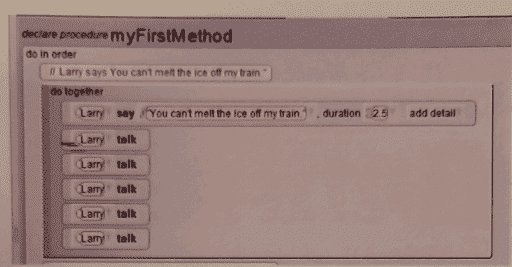 declare procedure myFirstMethod
do in order
// Larry says You can't melt the ice off my train."
do together
Larry say "You can't melt the ice off my train." , duration 2.5 add detail
Larry talk
Larry talk
Larry talk
Larry talk
Larry talk